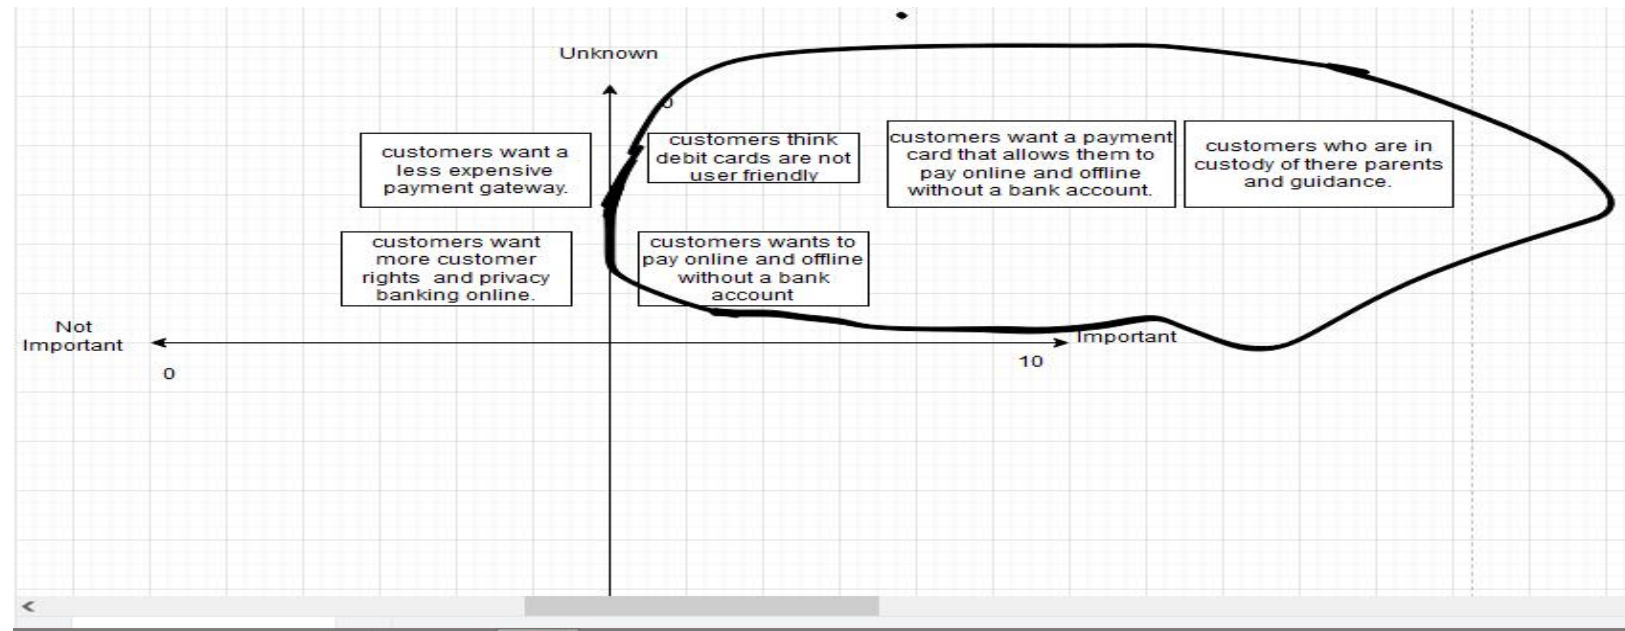 Unknown
0
customers want a
less expensive
payment gateway.
customers think
debit cards are not
user friendly
customers want a payment
card that allows them to
pay online and offline
without a bank account.
customers who are in
custody of there parents
and guidance.
customers want
more customer
rights and privacy
banking online.
customers wants to
pay online and offline
without a bank
account
Not
Important
Important
0
10